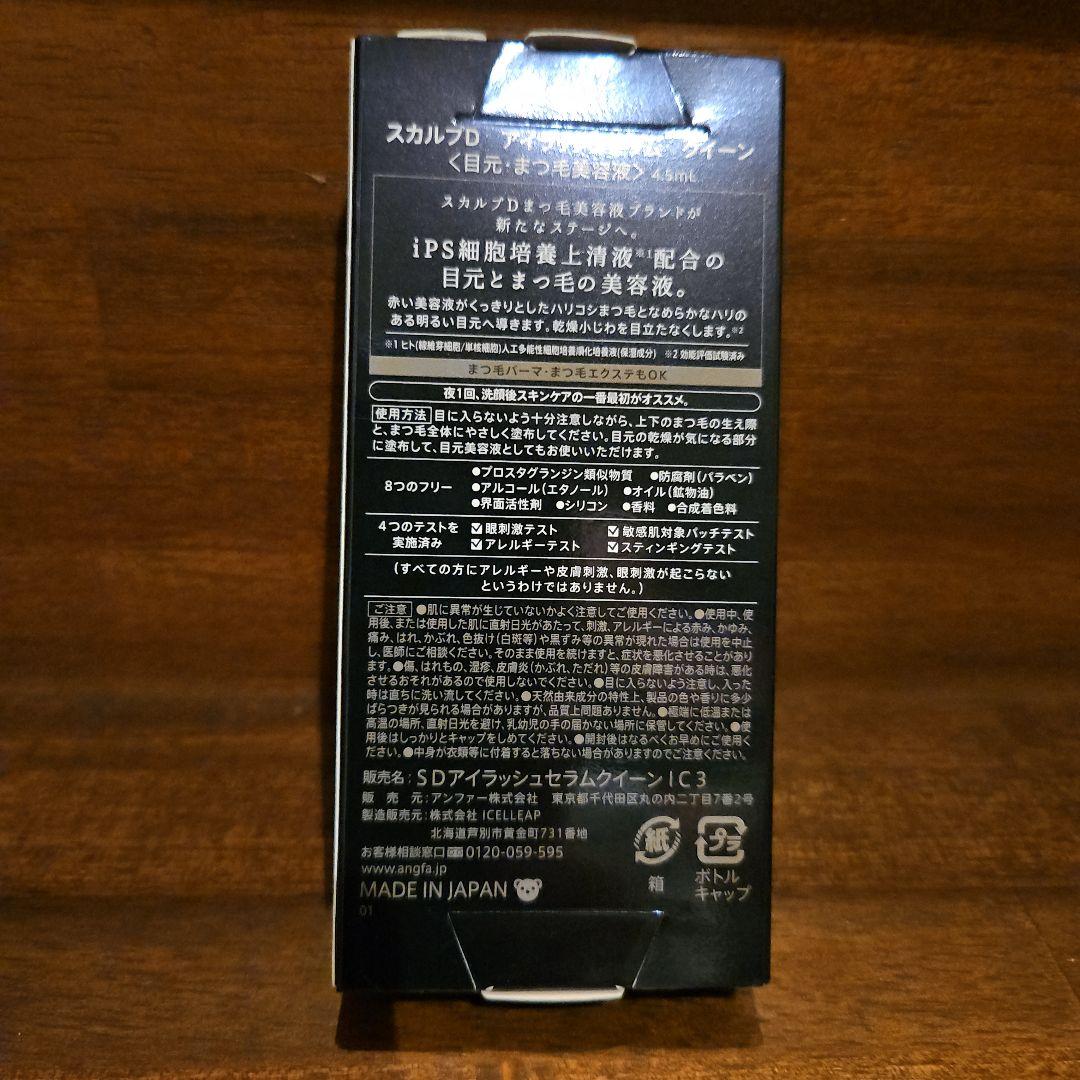 スカルプD クイーン
〈目元・まつ毛美容液〉4.5mL
スカルプDまつ毛美容液ブランドが
新たなステージへ。
iPS細胞培養上清液※1配合の
目元とまつ毛の美容液。
赤い美容液がくっきりとしたハリコシまつ毛となめらかなハリの
ある明るい目元へ導きます。乾燥小じわを目立たなくします。※2
※1 ヒト(線維芽細胞/単核細胞)人工多能性細胞培養順化培養液(保湿成分) ※2 効能評価試験済み
まつ毛パーマ・まつ毛エクステもOK
夜1回、洗顔後スキンケアの一番最初がオススメ。
使用方法 目に入らないよう十分注意しながら、上下のまつ毛の生え際
と、まつ毛全体にやさしく塗布してください。目元の乾燥が気になる部分
に塗布して、目元美容液としてもお使いいただけます。
8つのフリー
●プロスタグランジン類似物質 ●防腐剤(パラベン)
●アルコール(エタノール) ●オイル(鉱物油)
●界面活性剤 ●シリコン ●香料 ●合成着色料
4つのテストを
実施済み
☑眼刺激テスト ☑敏感肌対象パッチテスト
☑アレルギーテスト ☑スティンギングテスト
(すべての方にアレルギーや皮膚刺激、眼刺激が起こらない
というわけではありません。)
ご注意 ●肌に異常が生じていないかよく注意してご使用ください。●使用中、使
用後、または使用した肌に直射日光があたって、刺激、アレルギーによる赤み、かゆみ、
痛み、はれ、かぶれ、色抜け(白斑等)や黒ずみ等の異常が現れた場合は使用を中止
し、医師にご相談ください。そのまま使用を続けますと、症状を悪化させることがあり
ます。●傷、はれもの、湿疹、皮膚炎(かぶれ、ただれ)等の皮膚障害がある時は、悪化
させるおそれがあるので使用しないでください。●目に入らないよう注意し、入った
時は直ちに洗い流してください。●天然由来成分の特性上、製品の色や香りに多少
ばらつきが見られる場合がありますが、品質上問題ありません。●極端に低温または
高温の場所、直射日光を避け、乳幼児の手の届かない場所に保管してください。●使
用後はしっかりとキャップをしめてください。●開封後はなるべくお早めにご使用く
ださい。●中身が衣類等に付着すると落ちない場合がありますのでご注意ください。
販売名:SDアイラッシュセラムクイーンIC3
販 売 元:アンファー株式会社 東京都千代田区丸の内二丁目7番2号
製造販売元:株式会社 ICELLEAP
北海道芦別市黄金町731番地
お客様相談窓口 0120-059-595
www.angfa.jp
MADE IN JAPAN
01
紙
箱
プラ
ボトル
キャップ